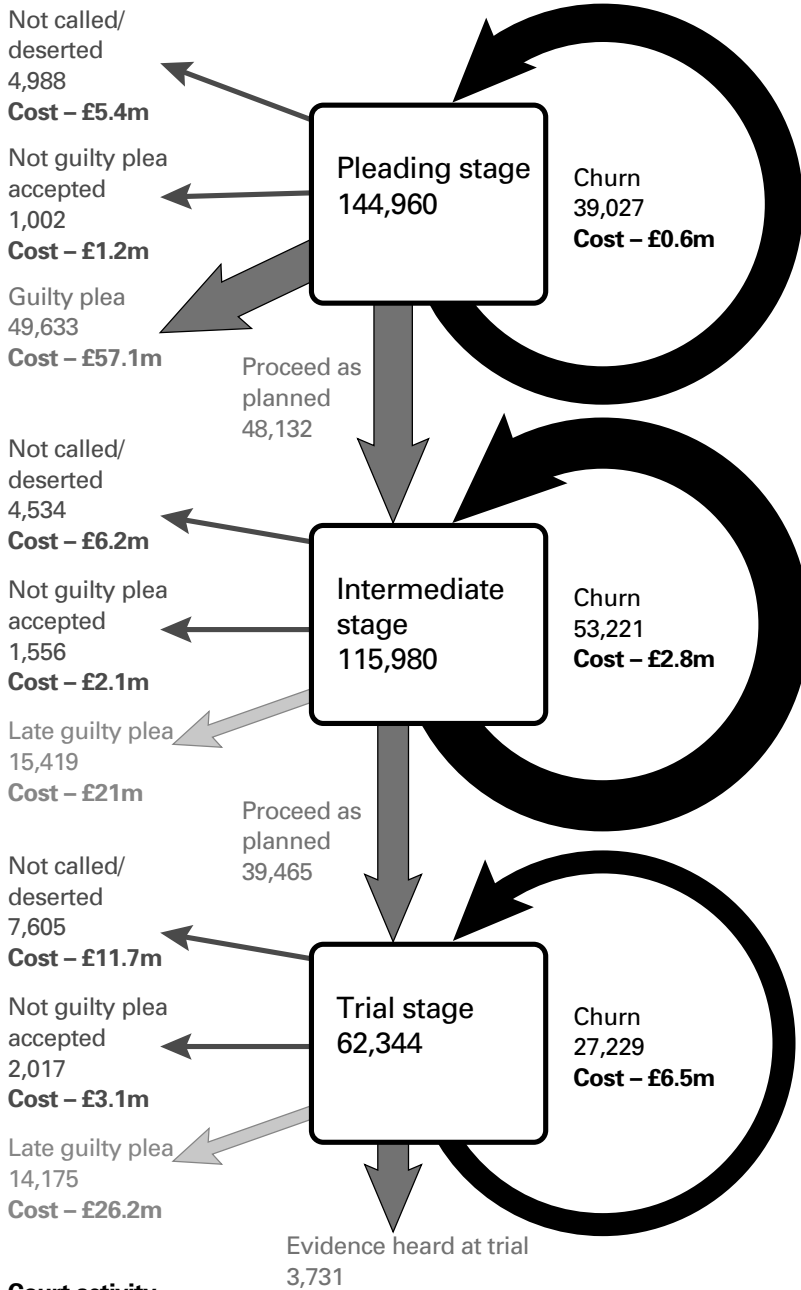 Not called/
deserted
4,988
Cost – £5.4m
Not guilty plea
accepted
1,002
Cost – £1.2m
Guilty plea
49,633
Cost – £57.1m
Pleading stage
144,960
Churn
39,027
Cost – £0.6m
Proceed as
planned
48,132
Not called/
deserted
4,534
Cost – £6.2m
Not guilty plea
accepted
1,556
Cost – £2.1m
Late guilty plea
15,419
Cost – £21m
Intermediate
stage
115,980
Churn
53,221
Cost – £2.8m
Proceed as
planned
39,465
Not called/
deserted
7,605
Cost – £11.7m
Not guilty plea
accepted
2,017
Cost – £3.1m
Late guilty plea
14,175
Cost – £26.2m
Trial stage
62,344
Churn
27,229
Cost – £6.5m
Evidence heard at trial
3,731
Court activity